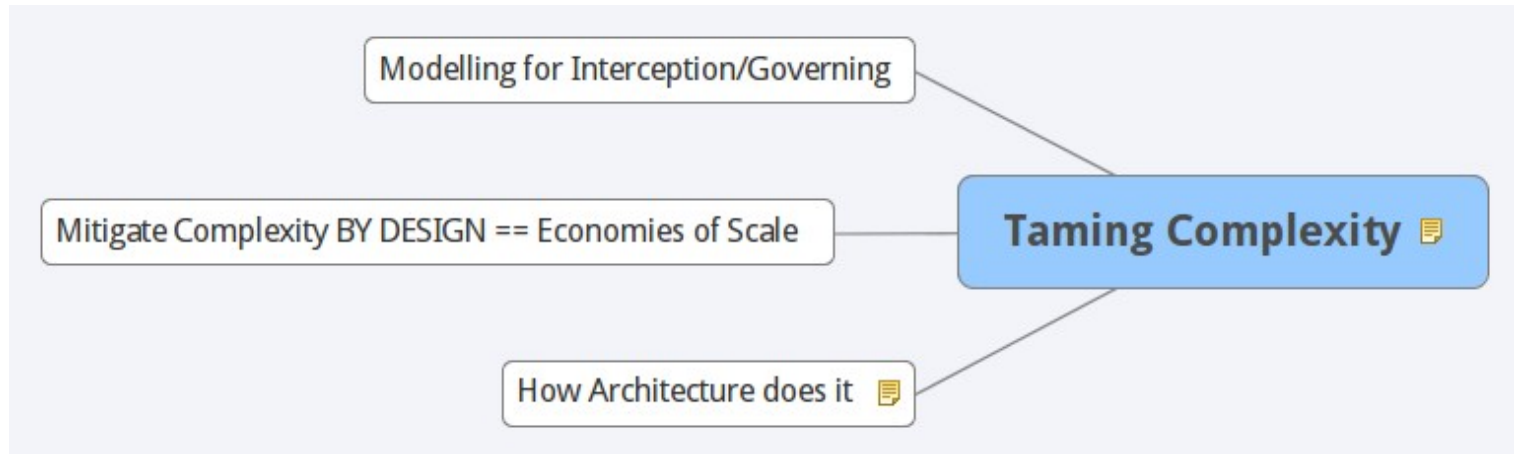 Modelling for Interception/Governing
Mitigate Complexity BY DESIGN == Economies of Scale
Taming Complexity
How Architecture does it